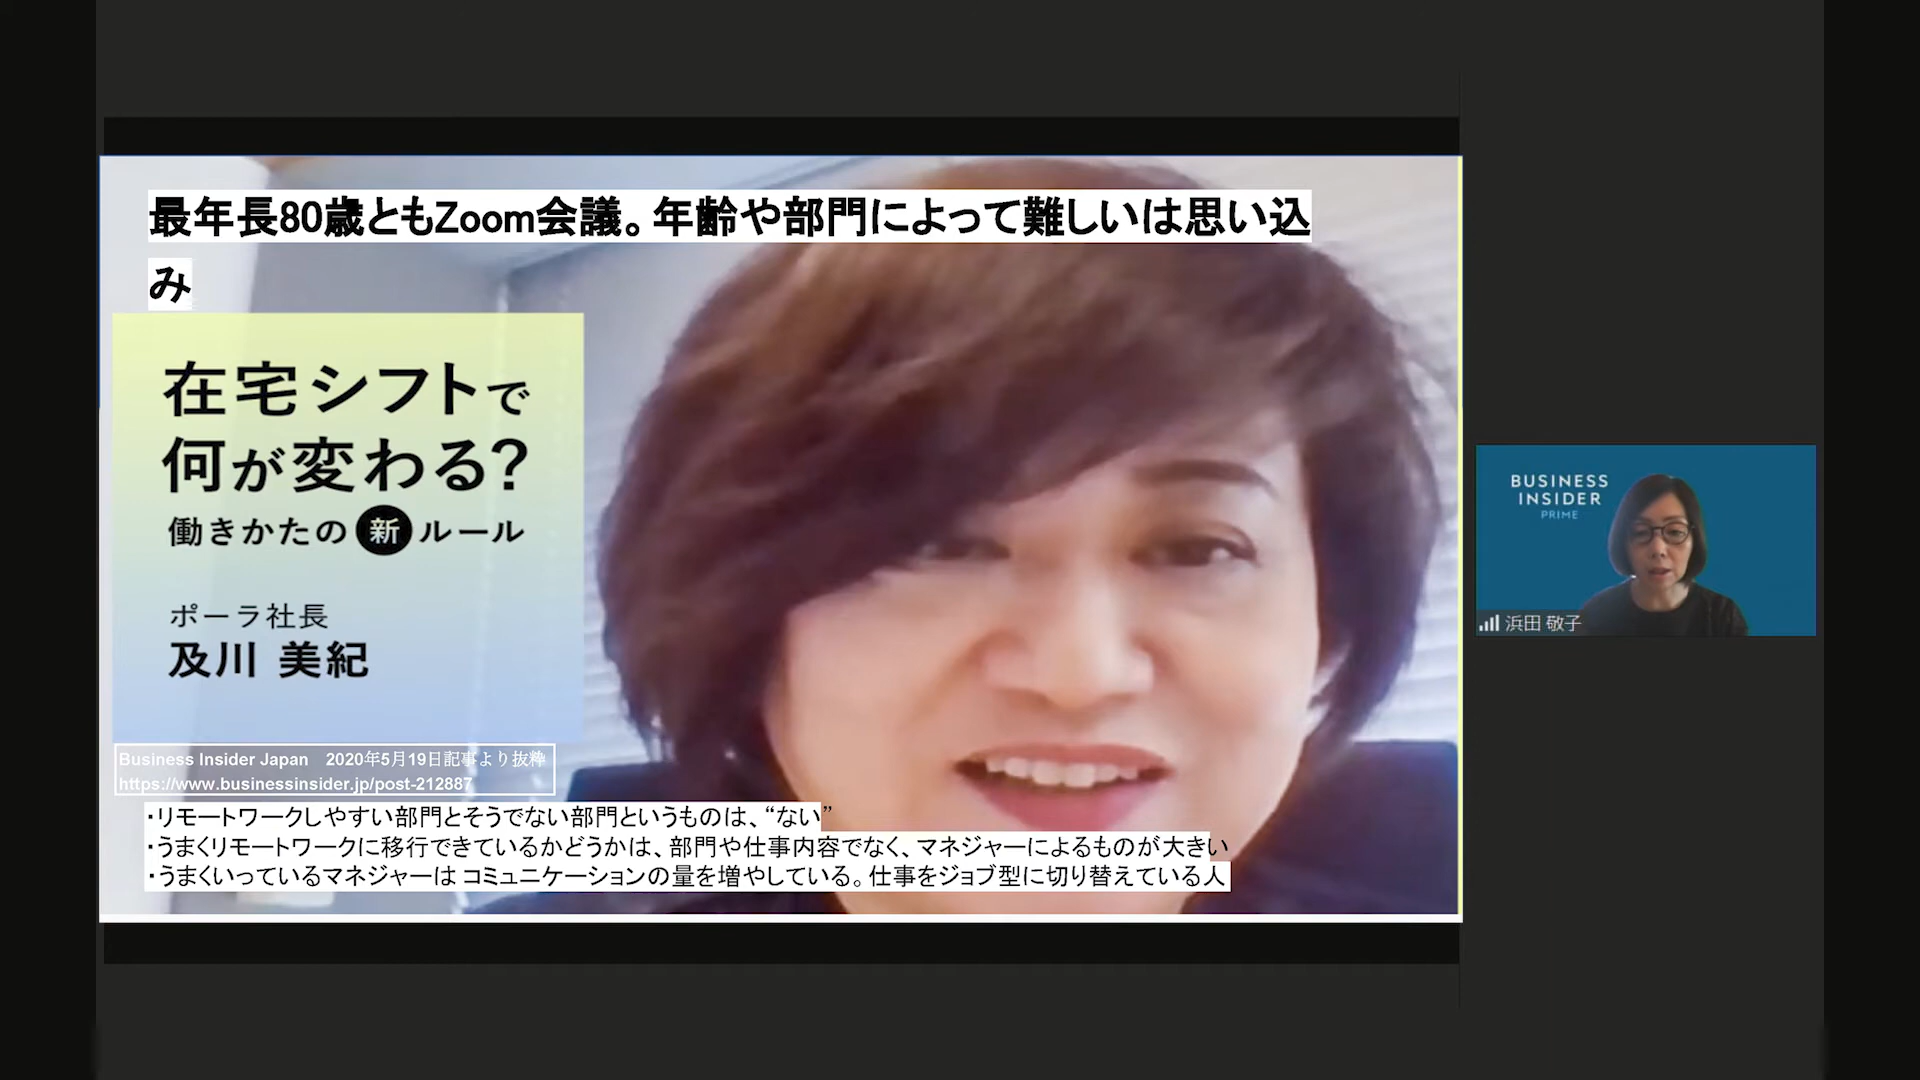 最年長80歳ともZoom会議。年齢や部門によって難しいは思い込
み
在宅シフトで
何が変わる?
働きかたの新ルール
ポーラ社長
及川 美紀
Business Insider Japan　2020年5月19日記事より抜粋
https://www.businessinsider.jp/post-212887
・リモートワークしやすい部門とそうでない部門というものは、“ない”
・うまくリモートワークに移行できているかどうかは、部門や仕事内容でなく、マネジャーによるものが大きい
・うまくいっているマネジャーは コミュニケーションの量を増やしている。仕事をジョブ型に切り替えている人
BUSINESS
INSIDER
PRIME
浜田 敬子